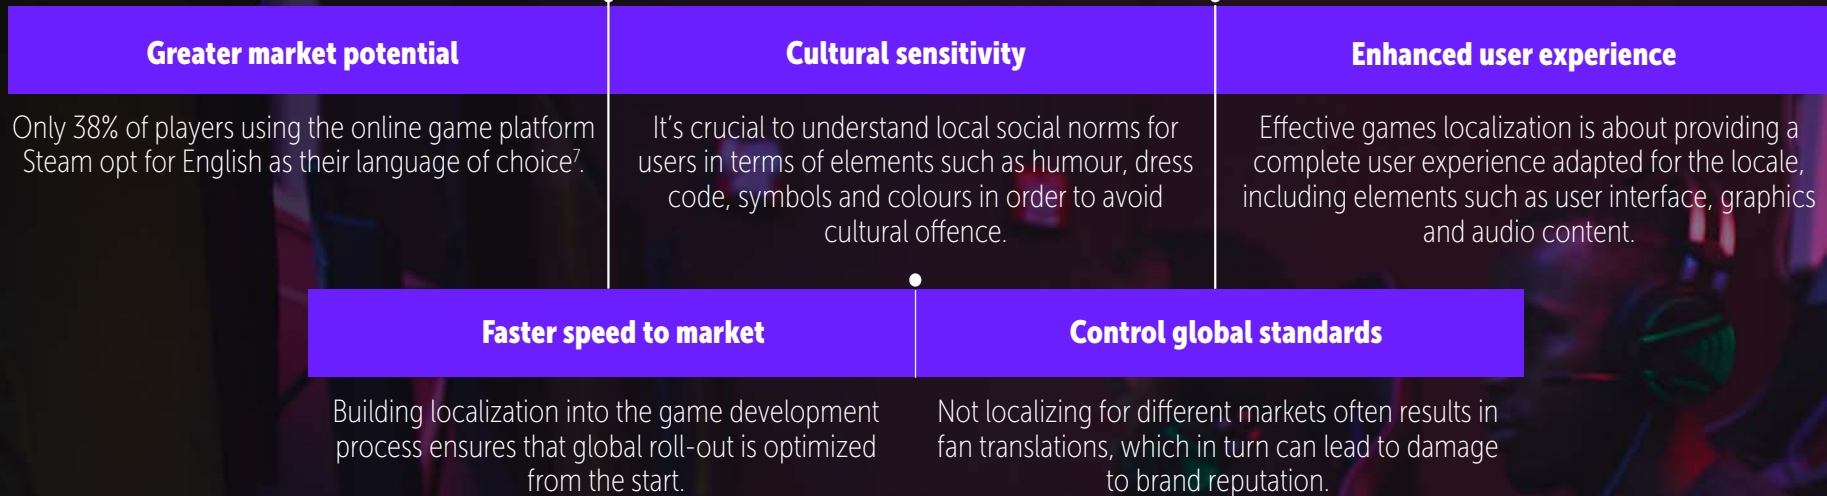 Greater market potential
Only 38% of players using the online game platform
Steam opt for English as their language of choice⁷.
Cultural sensitivity
It’s crucial to understand local social norms for
users in terms of elements such as humour, dress
code, symbols and colours in order to avoid
cultural offence.
Enhanced user experience
Effective games localization is about providing a
complete user experience adapted for the locale,
including elements such as user interface, graphics
and audio content.
Faster speed to market
Building localization into the game development
process ensures that global roll-out is optimized
from the start.
Control global standards
Not localizing for different markets often results in
fan translations, which in turn can lead to damage
to brand reputation.